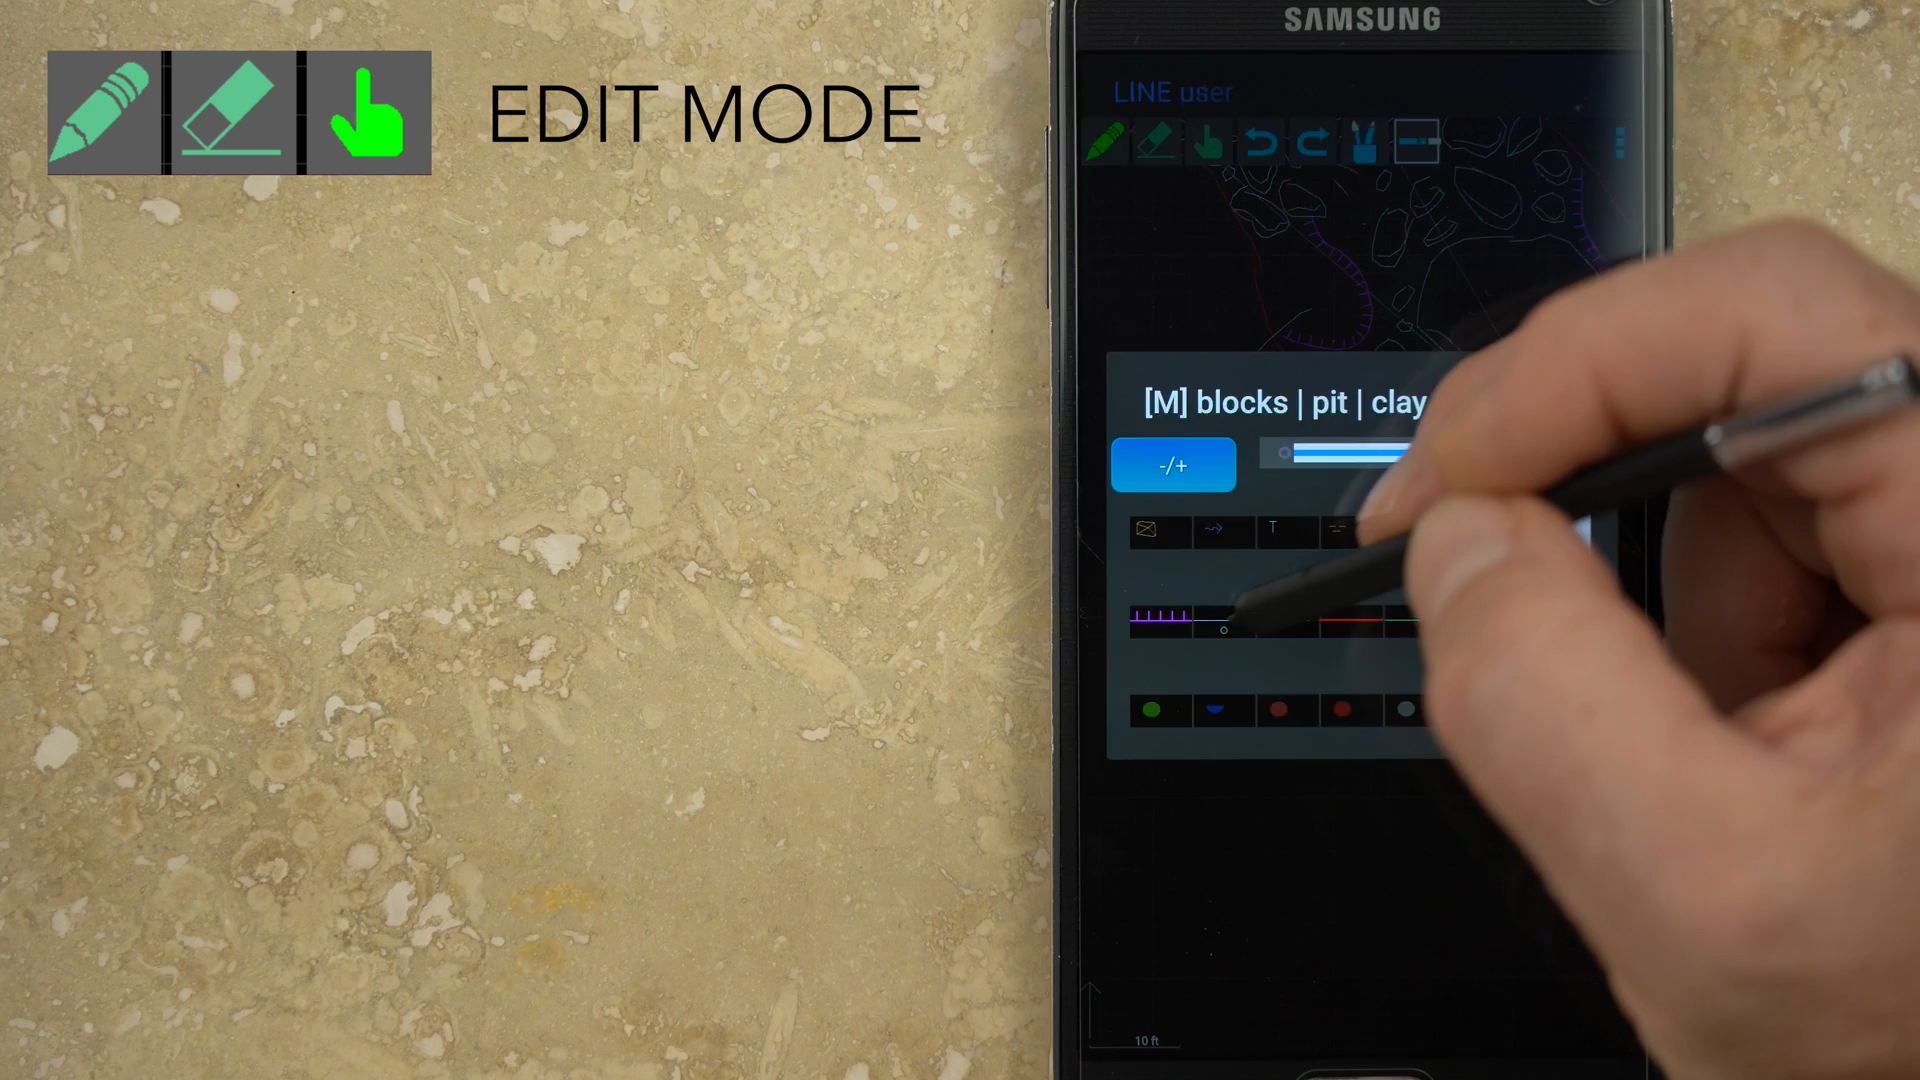 SAMSUNG
EDIT MODE
LINE user
[M] blocks | pit | clay
-/+
T
10 ft